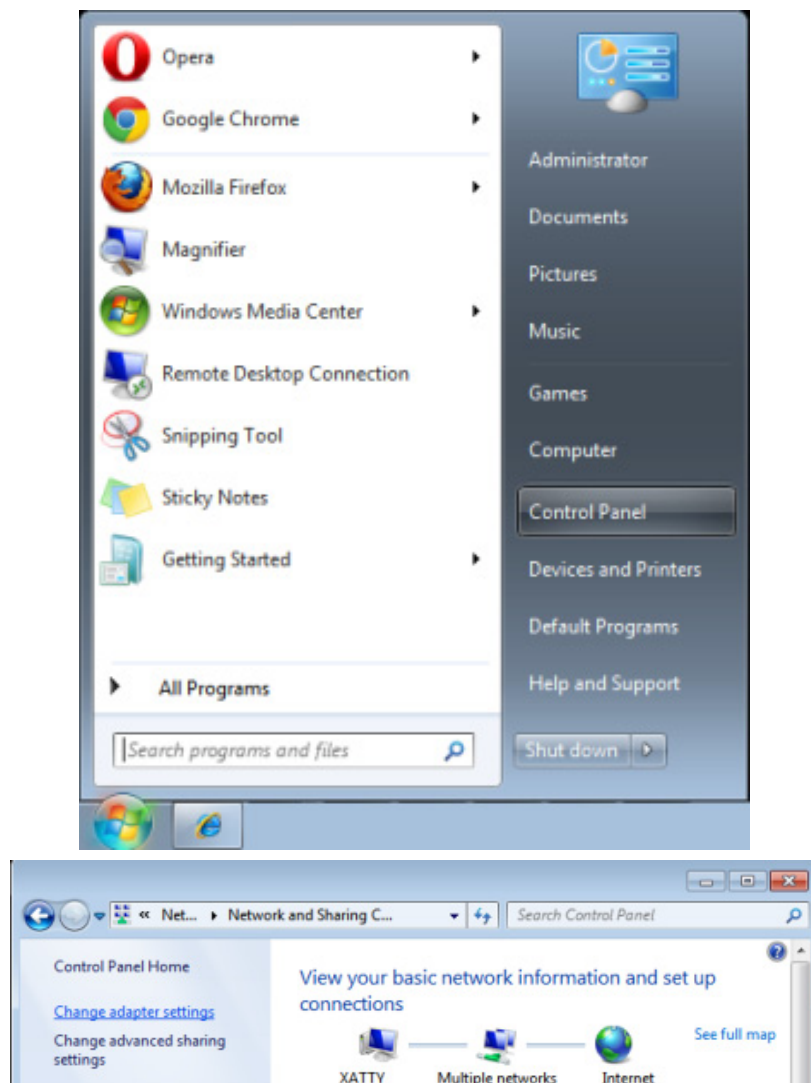 Opera
Google Chrome
Mozilla Firefox
Magnifier
Windows Media Center
Remote Desktop Connection
Snipping Tool
Sticky Notes
Getting Started
All Programs
Search programs and files
Administrator
Documents
Pictures
Music
Games
Computer
Control Panel
Devices and Printers
Default Programs
Help and Support
Shut down
« Net... Network and Sharing C...
Search Control Panel
Control Panel Home
Change adapter settings
Change advanced sharing
settings
View your basic network information and set up
connections
See full map
XATTY Multiple networks Internet